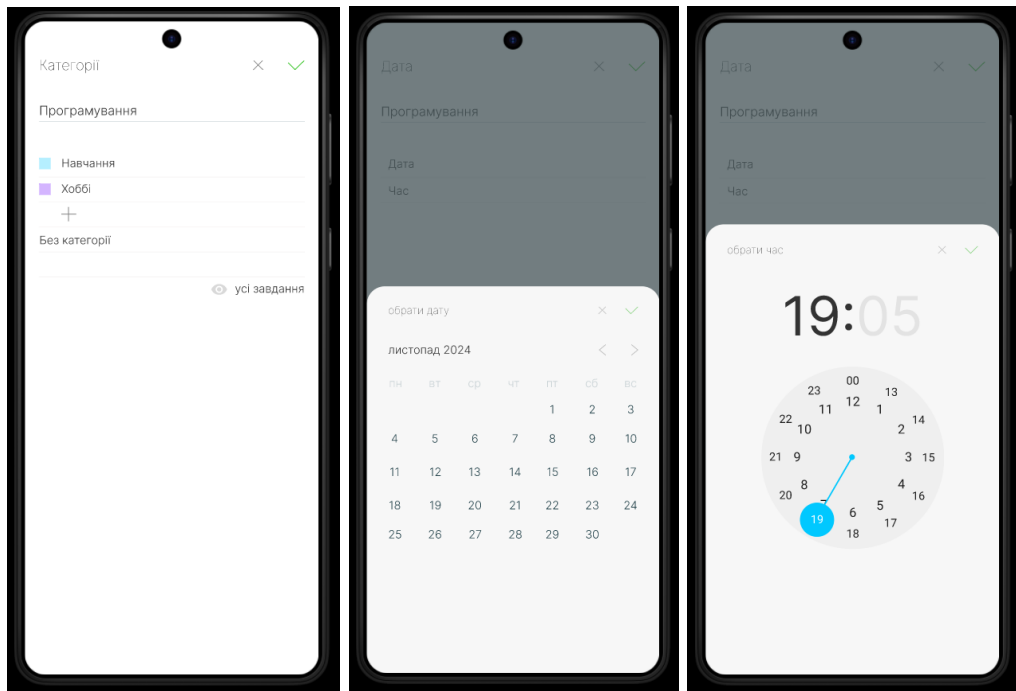 Категорії
Програмування
Навчання
Хоббі
Без категорії
усі завдання
Дата
Програмування
Дата
Час
обрати дату
листопад 2024
пн вт ср чт пт сб вс
1 2 3
4 5 6 7 8 9 10
11 12 13 14 15 16 17
18 19 20 21 22 23 24
25 26 27 28 29 30
Дата
Програмування
Дата
Час
обрати час
19:05
00
23 13
12
11 1
22 14
10 2
21 9 3 15
8 4
20 16
7 5
19 6 17
18